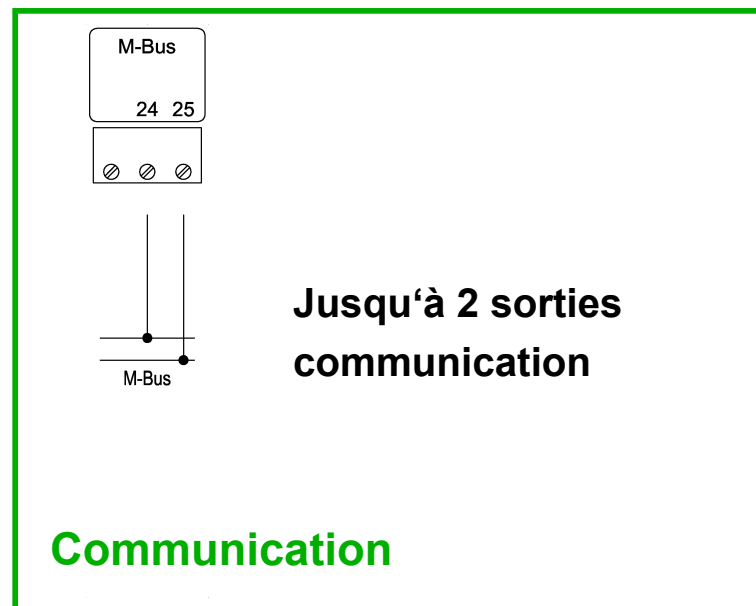 M-Bus
24 25
Jusqu‘à 2 sorties
communication
M-Bus
Communication